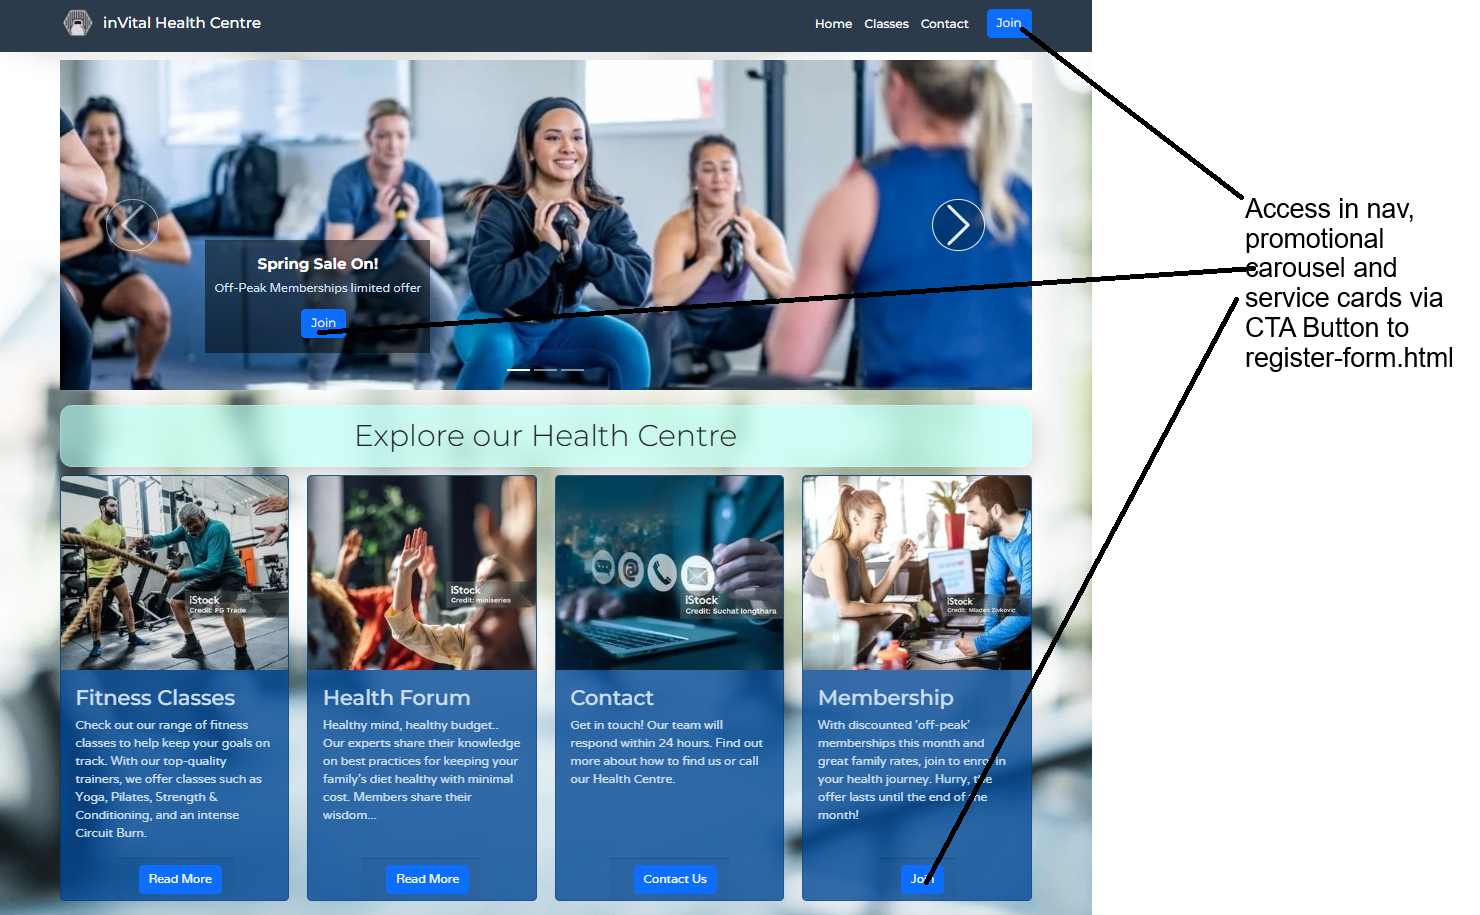 inVital Health Centre
Home Classes Contact Join
Spring Sale On!
Off-Peak Memberships limited offer
Join
Access in nav,
promotional
carousel and
service cards via
CTA Button to
register-form.html
Explore our Health Centre
iStock
Credit: FG Trade
Fitness Classes
Check out our range of fitness
classes to help keep your goals on
track. With our top-quality
trainers, we offer classes such as
Yoga, Pilates, Strength &
Conditioning, and an intense
Circuit Burn.
Read More
iStock
Credit: miniseries
Health Forum
Healthy mind, healthy budget..
Our experts share their knowledge
on best practices for keeping your
family's diet healthy with minimal
cost. Members share their
wisdom...
Read More
iStock
Credit: Suchat longthara
Contact
Get in touch! Our team will
respond within 24 hours. Find out
more about how to find us or call
our Health Centre.
Contact Us
iStock
Credit: Mladen Zivkovic
Membership
With discounted 'off-peak'
memberships this month and
great family rates, join to enrol in
your health journey. Hurry, the
offer lasts until the end of the
month!
Join